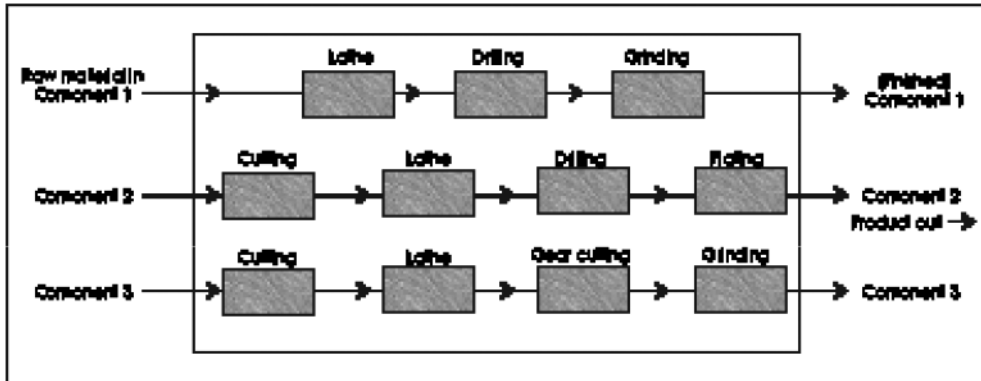 Lathe Drilling Grinding
Raw material in
Component 1
(Finished)
Component 1
Cutting Lathe Drilling Plating
Component 2
Component 2
Product out
Cutting Lathe Gear cutting Grinding
Component 3
Component 3